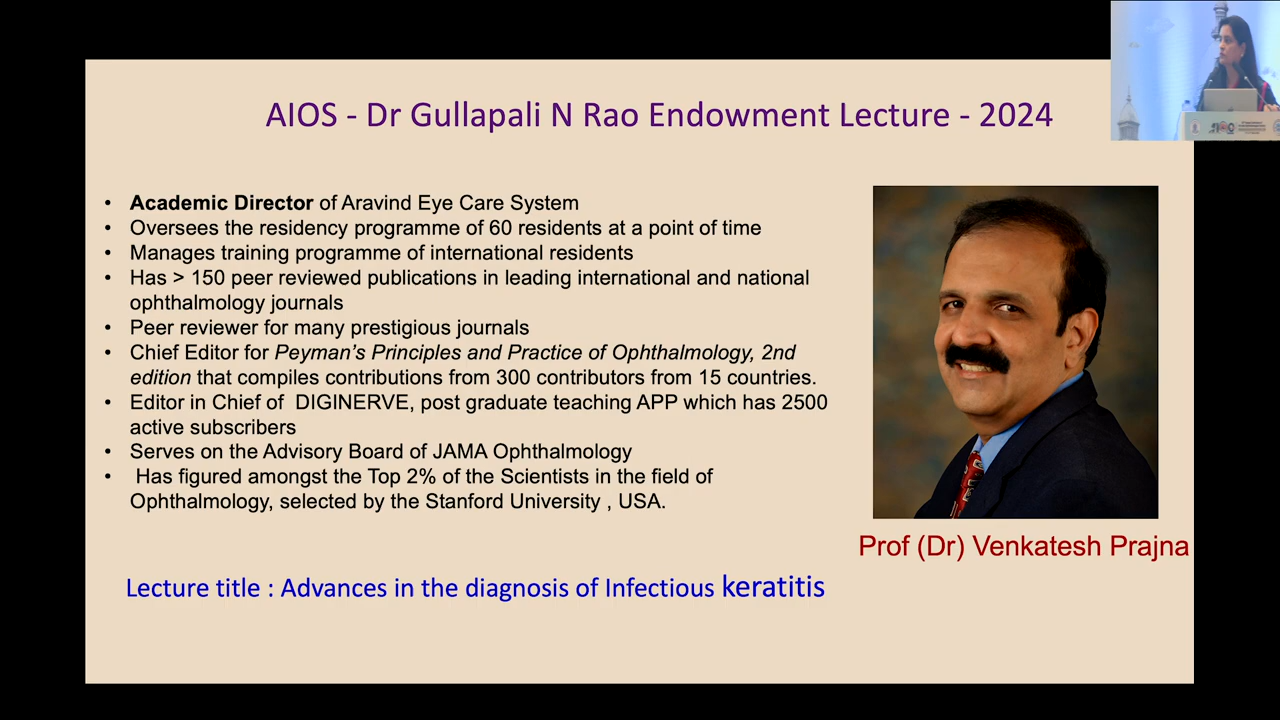 AIOS - Dr Gullapali N Rao Endowment Lecture - 2024
• Academic Director of Aravind Eye Care System
• Oversees the residency programme of 60 residents at a point of time
• Manages training programme of international residents
• Has > 150 peer reviewed publications in leading international and national
ophthalmology journals
• Peer reviewer for many prestigious journals
• Chief Editor for Peyman's Principles and Practice of Ophthalmology, 2nd
edition that compiles contributions from 300 contributors from 15 countries.
• Editor in Chief of DIGINERVE, post graduate teaching APP which has 2500
active subscribers
• Serves on the Advisory Board of JAMA Ophthalmology
• Has figured amongst the Top 2% of the Scientists in the field of
Ophthalmology, selected by the Stanford University , USA.
Prof (Dr) Venkatesh Prajna
Lecture title : Advances in the diagnosis of Infectious keratitis